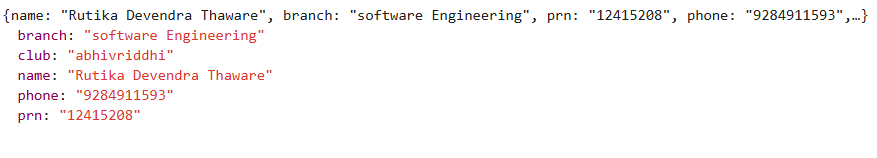 {name: "Rutika Devendra Thaware", branch: "software Engineering", prn: "12415208", phone: "9284911593",…}
branch: "software Engineering"
club: "abhivriddhi"
name: "Rutika Devendra Thaware"
phone: "9284911593"
prn: "12415208"